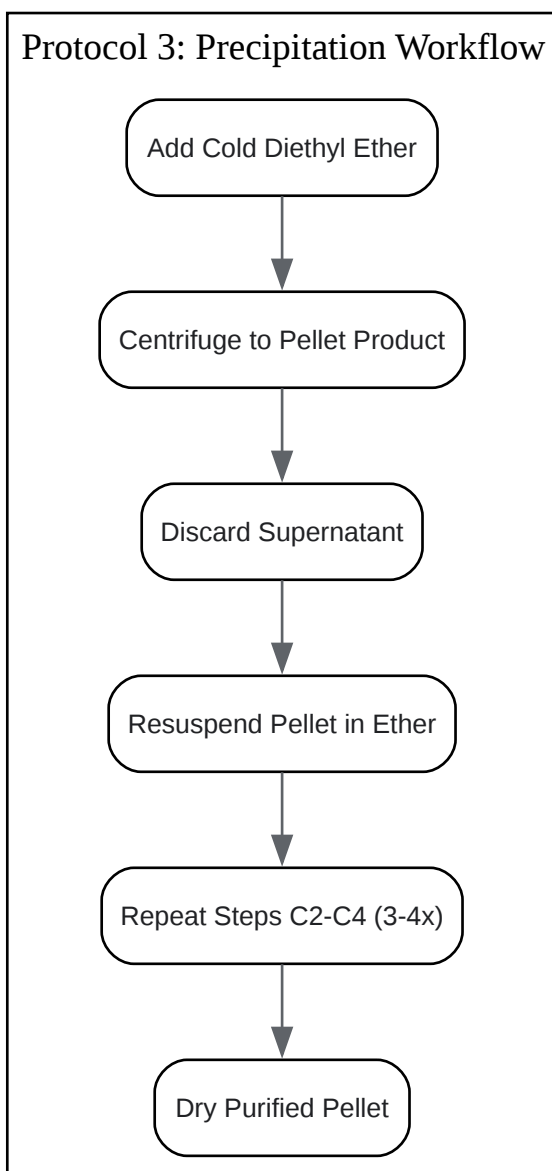 Protocol 3: Precipitation Workflow
Add Cold Diethyl Ether
Centrifuge to Pellet Product
Discard Supernatant
Resuspend Pellet in Ether
Repeat Steps C2-C4 (3-4x)
Dry Purified Pellet